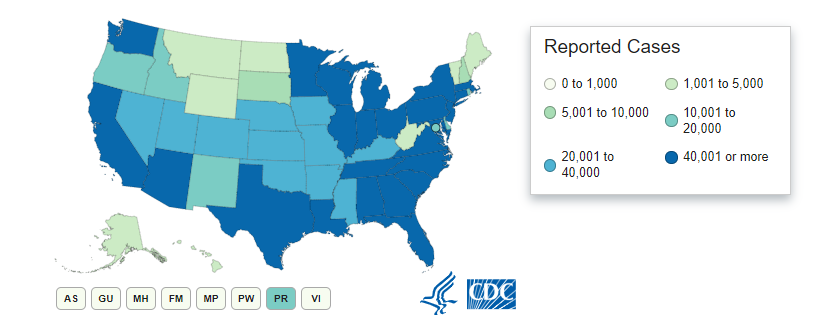 Reported Cases
0 to 1,000
1,001 to 5,000
5,001 to 10,000
10,001 to
20,000
20,001 to
40,000
40,001 or more
AS GU MH FM MP PW PR VI
CDC